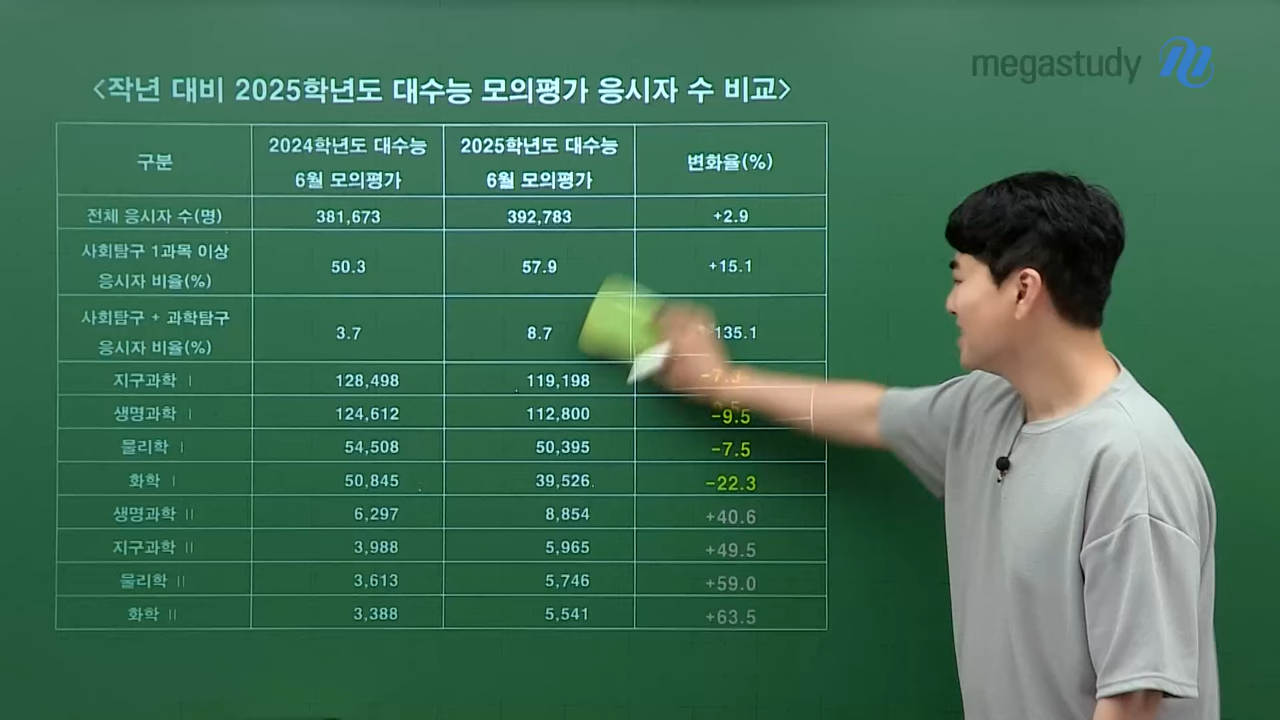 megastudy
<작년 대비 2025학년도 대수능 모의평가 응시자 수 비교>
구분 2024학년도 대수능 6월 모의평가 2025학년도 대수능 6월 모의평가 변화율(%)
전체 응시자 수(명) 381,673 392,783 +2.9
사회탐구 1과목 이상 응시자 비율(%) 50.3 57.9 +15.1
사회탐구 + 과학탐구 응시자 비율(%) 3.7 8.7 135.1
지구과학 Ⅰ 128,498 119,198
생명과학 Ⅰ 124,612 112,800 -9.5
물리학 Ⅰ 54,508 50,395 -7.5
화학 Ⅰ 50,845 39,526 -22.3
생명과학 Ⅱ 6,297 8,854 +40.6
지구과학 Ⅱ 3,988 5,965 +49.5
물리학 Ⅱ 3,613 5,746 +59.0
화학 Ⅱ 3,388 5,541 +63.5